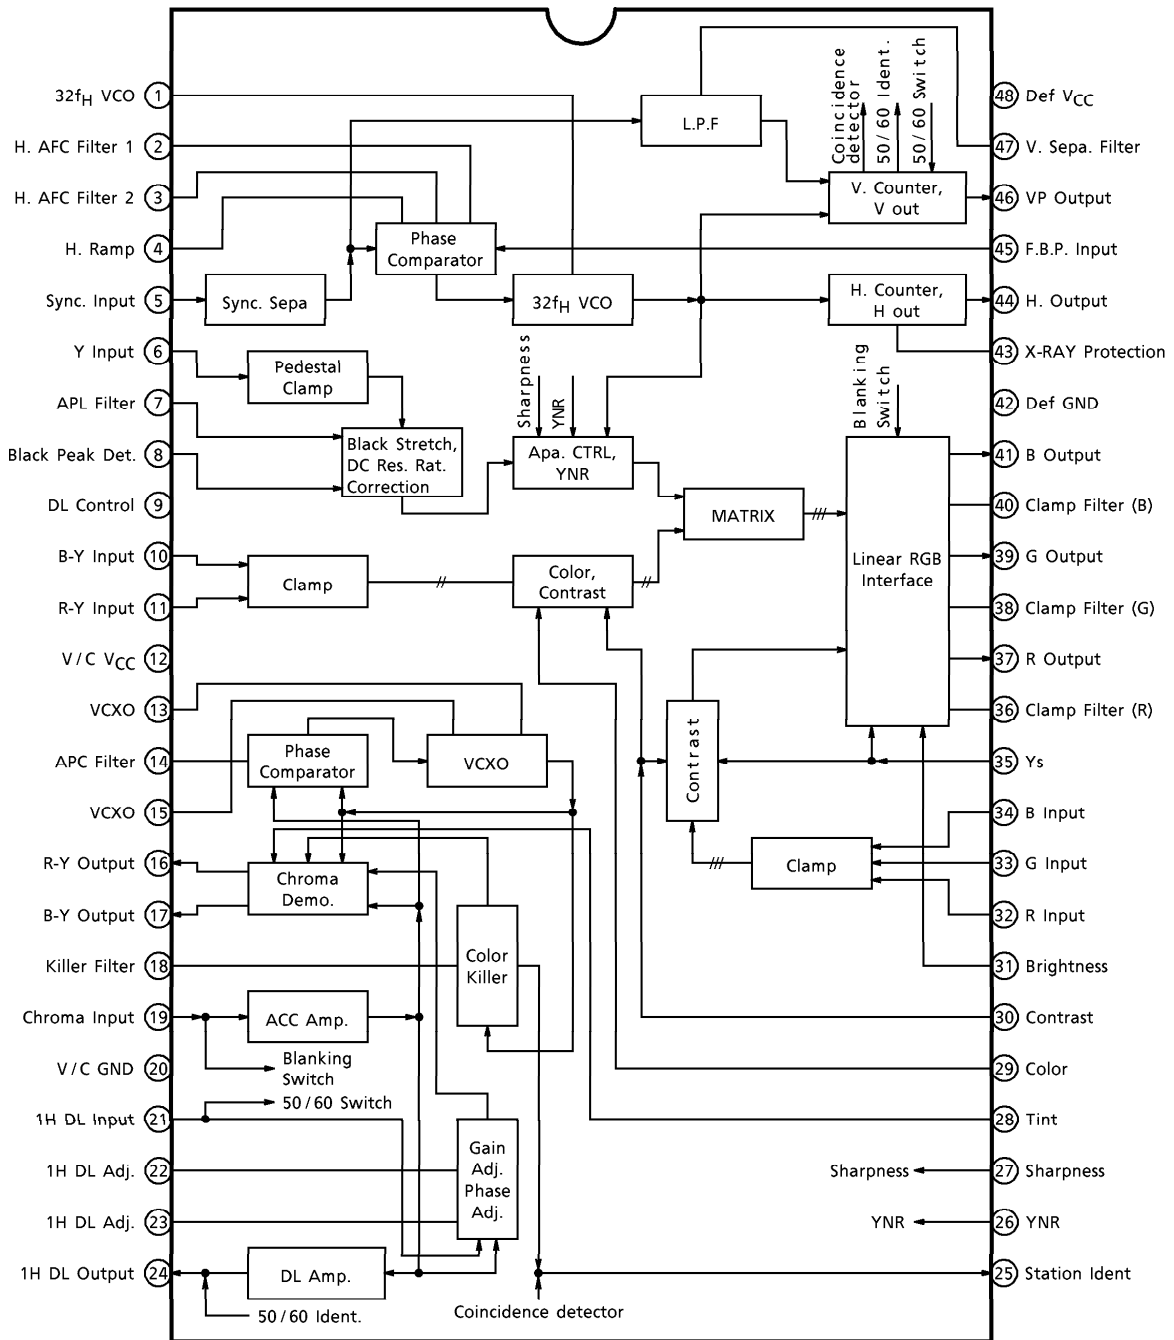 32fH VCO 1
H. AFC Filter 1 2
H. AFC Filter 2 3
H. Ramp 4
Sync. Input 5
Y Input 6
APL Filter 7
Black Peak Det. 8
DL Control 9
B-Y Input 10
R-Y Input 11
V/C VCC 12
VCXO 13
APC Filter 14
VCXO 15
R-Y Output 16
B-Y Output 17
Killer Filter 18
Chroma Input 19
V/C GND 20
1H DL Input 21
1H DL Adj. 22
1H DL Adj. 23
1H DL Output 24
L.P.F
Coincidence
detector
50/60 Ident.
50/60 Switch
V. Counter,
V out
Phase
Comparator
Sync. Sepa
32fH VCO
H. Counter,
H out
Pedestal
Clamp
Sharpness
YNR
Blanking
Switch
Black Stretch,
DC Res. Rat.
Correction
Apa. CTRL,
YNR
MATRIX
Linear RGB
Interface
Clamp
Color,
Contrast
Contrast
Phase
Comparator
VCXO
Clamp
Chroma
Demo.
Color
Killer
ACC Amp.
Blanking
Switch
50/60 Switch
Gain
Adj.
Phase
Adj.
Sharpness
YNR
DL Amp.
50/60 Ident.
Coincidence detector
48 Def VCC
47 V. Sepa. Filter
46 VP Output
45 F.B.P. Input
44 H. Output
43 X-RAY Protection
42 Def GND
41 B Output
40 Clamp Filter (B)
39 G Output
38 Clamp Filter (G)
37 R Output
36 Clamp Filter (R)
35 Ys
34 B Input
33 G Input
32 R Input
31 Brightness
30 Contrast
29 Color
28 Tint
27 Sharpness
26 YNR
25 Station Ident